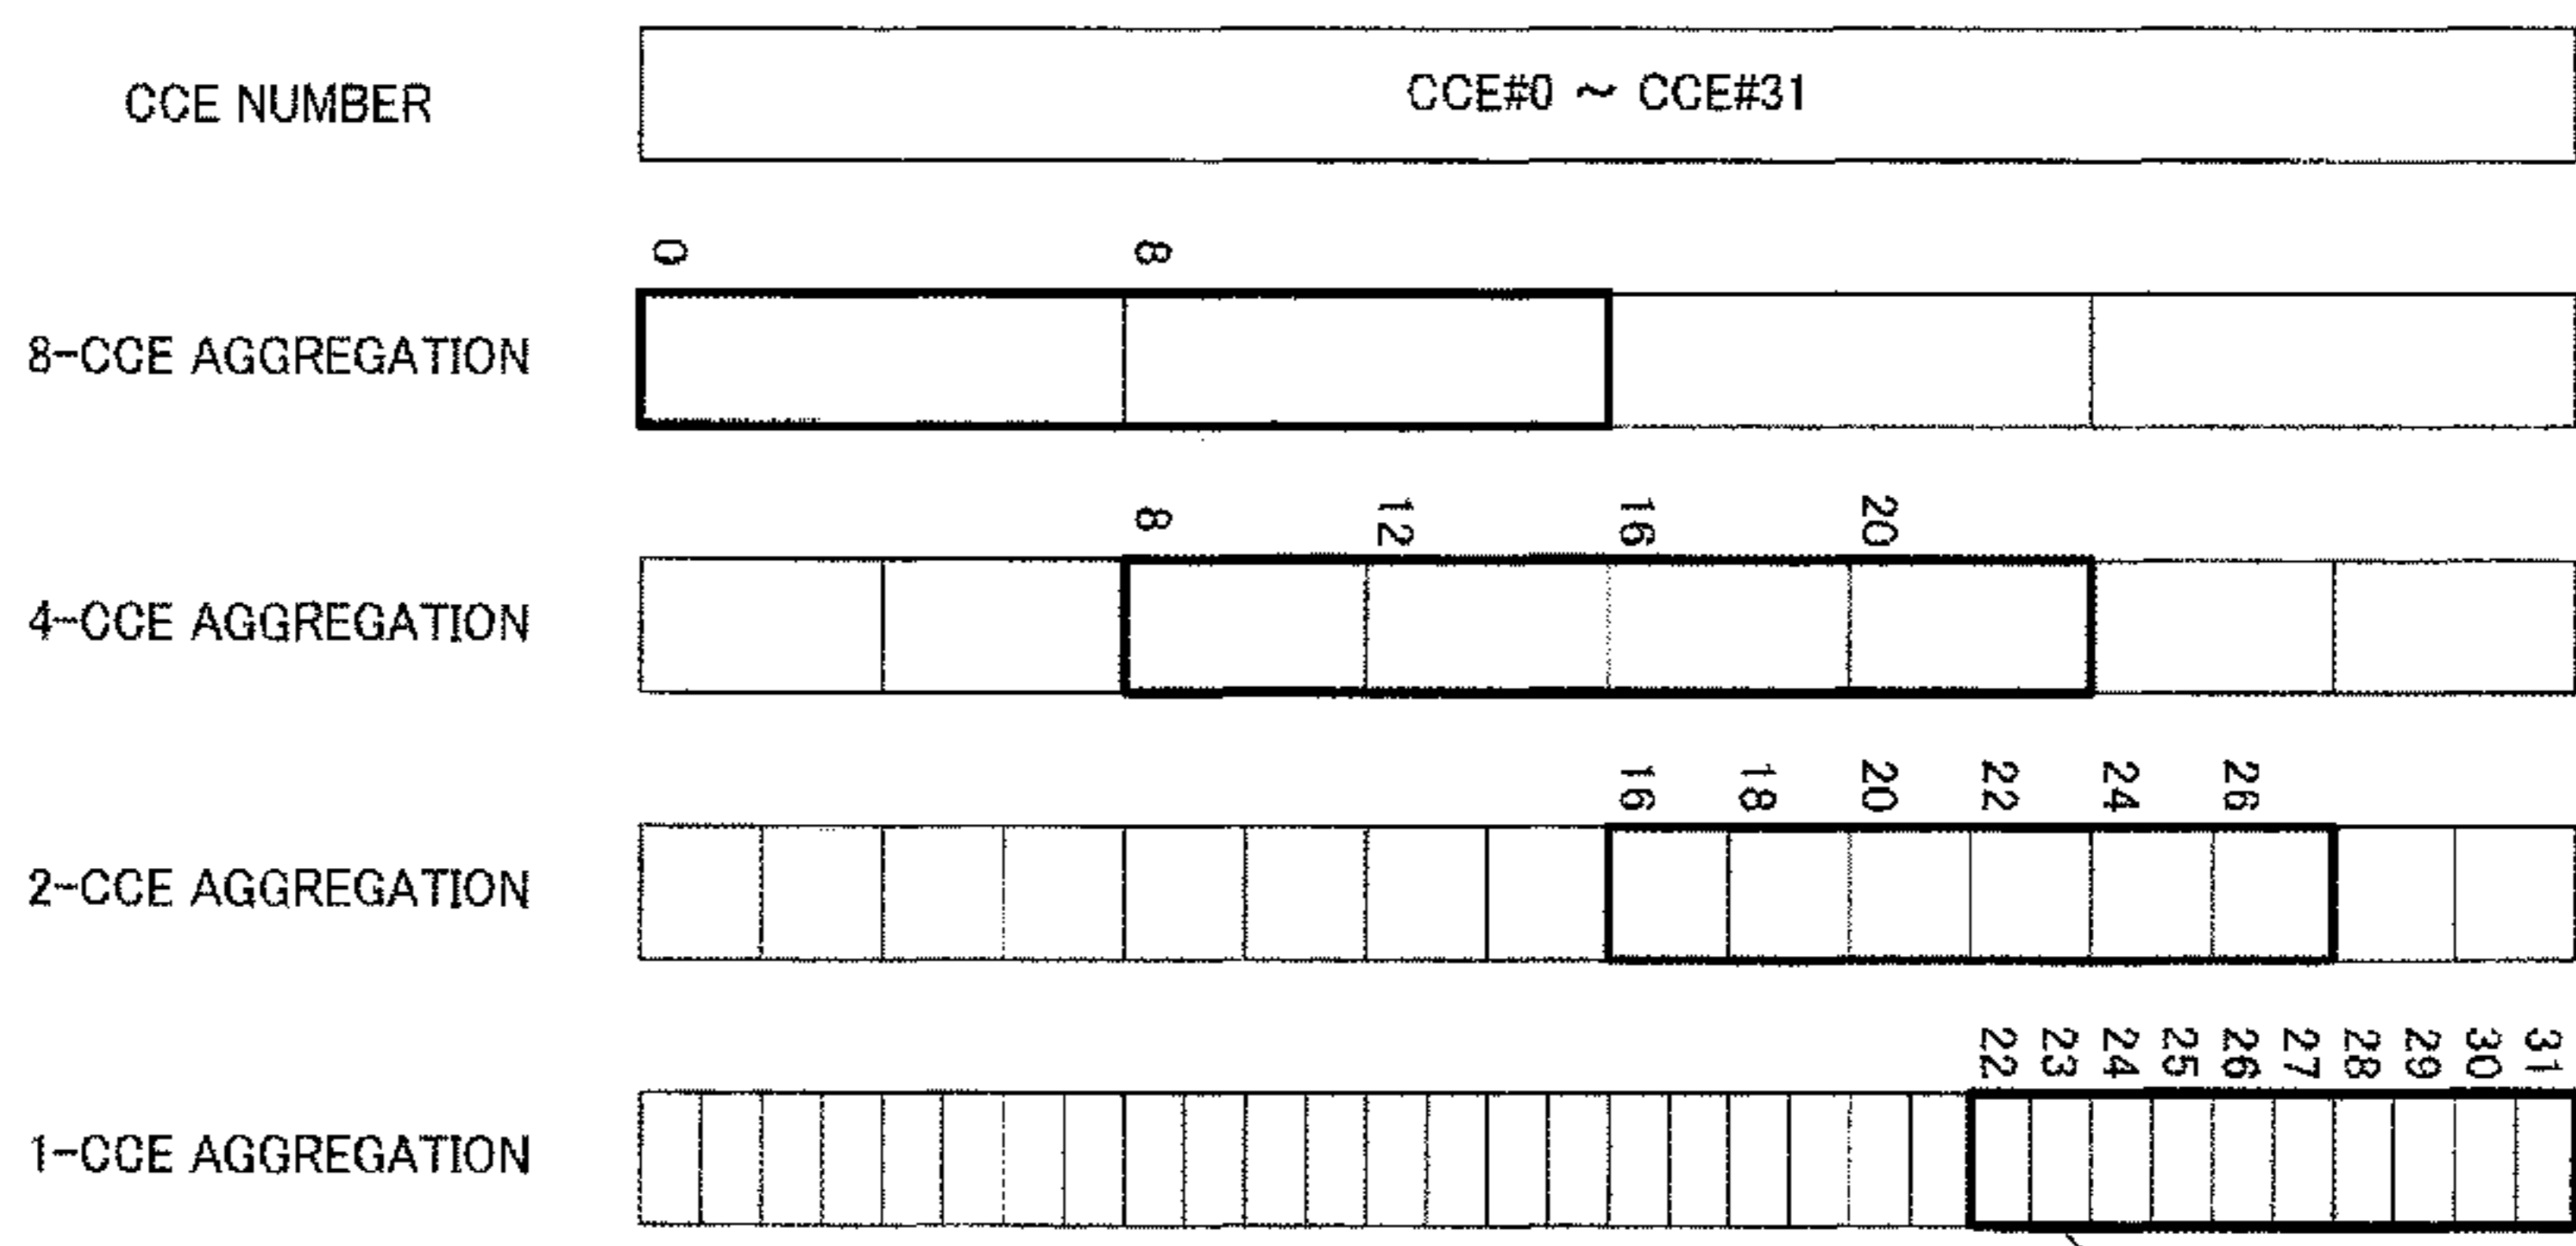 CCE NUMBER
CCE#0 ~ CCE#31
0 8
8-CCE AGGREGATION
8 12 16 20
4-CCE AGGREGATION
16 18 20 22 24 26
2-CCE AGGREGATION
22 23 24 25 26 27 28 29 30 31
1-CCE AGGREGATION